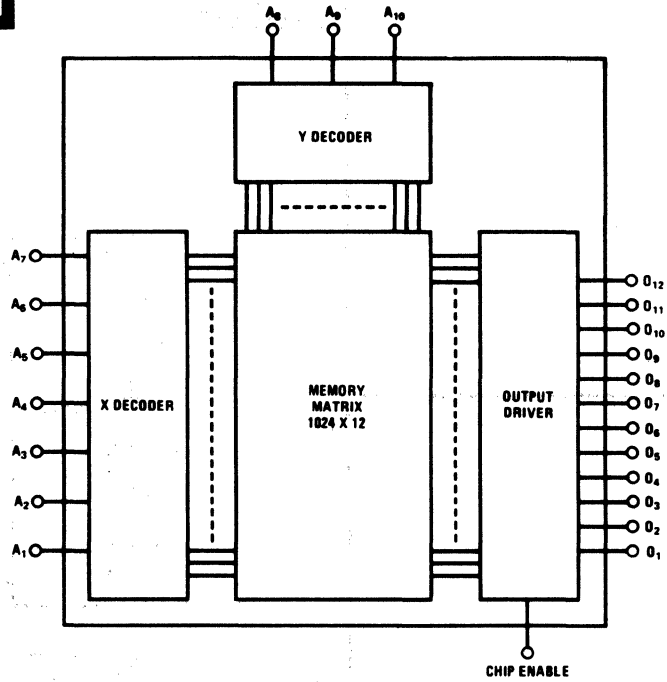 A8 A9 A10
Y DECODER
A7
A6
A5
A4
A3
A2
A1
X DECODER
MEMORY
MATRIX
1024 X 12
OUTPUT
DRIVER
O12
O11
O10
O9
O8
O7
O6
O5
O4
O3
O2
O1
CHIP ENABLE